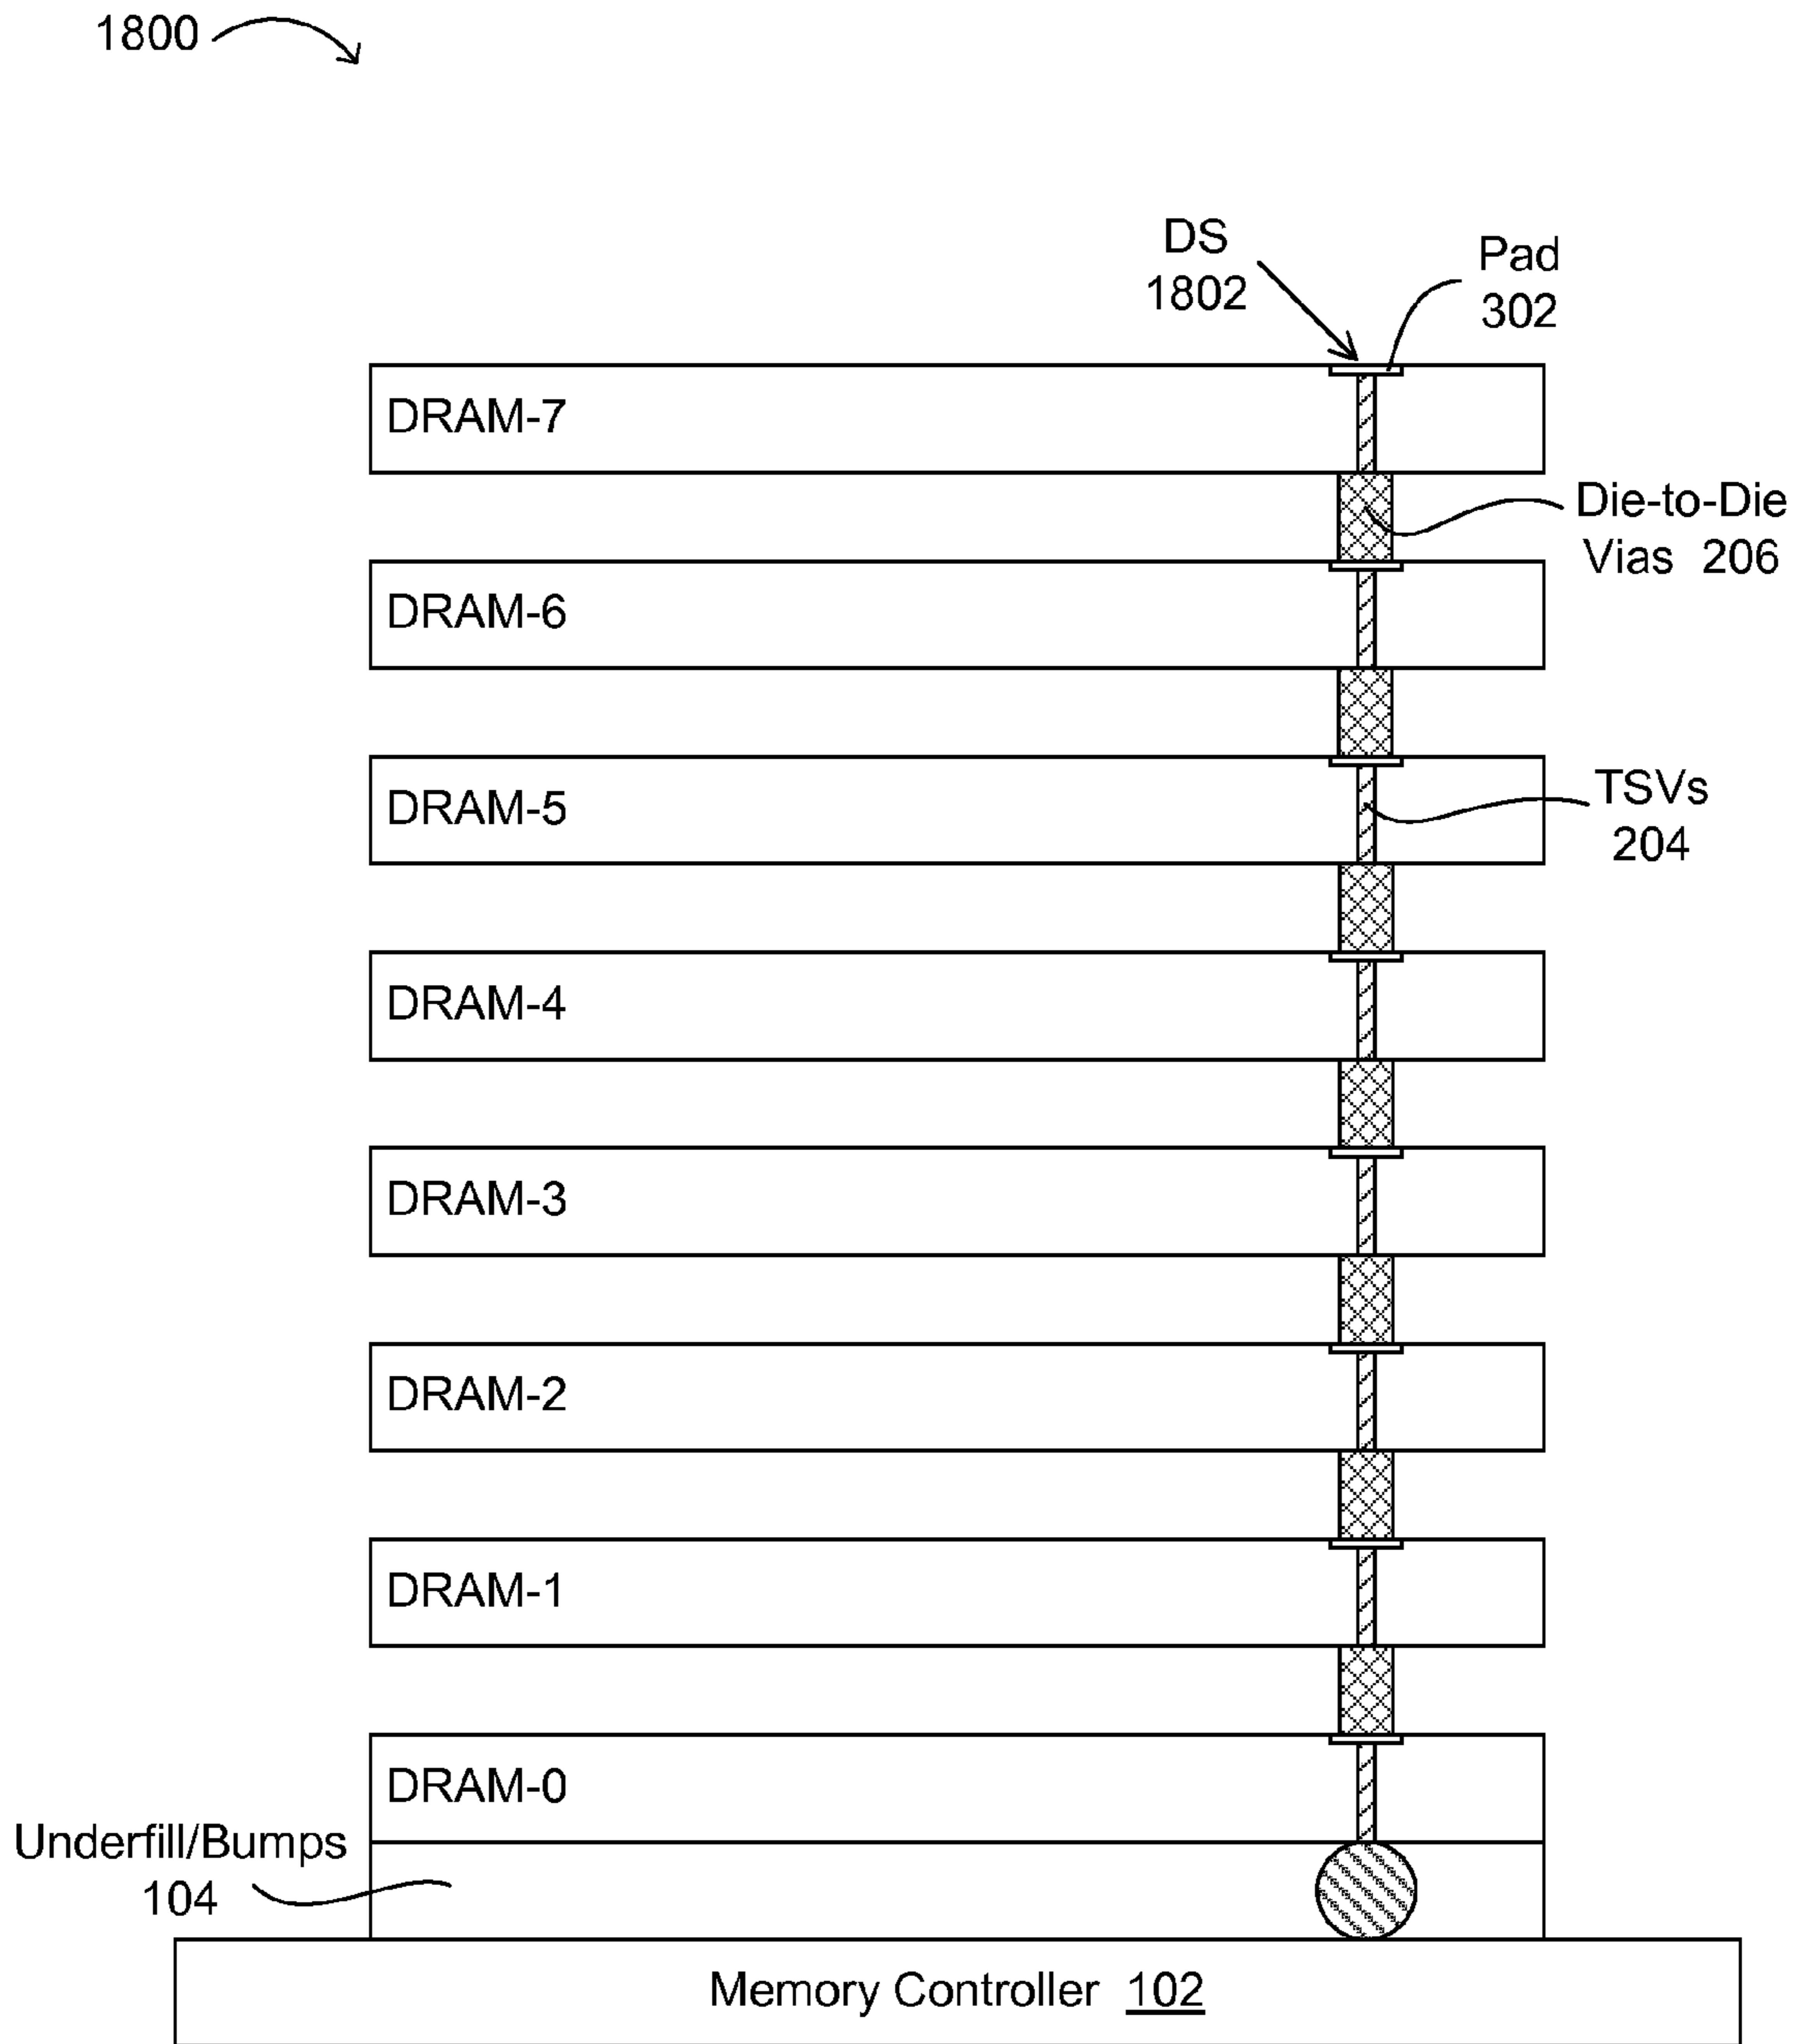 1800
DS
1802
Pad
302
DRAM-7
Die-to-Die
Vias 206
DRAM-6
DRAM-5
TSVs
204
DRAM-4
DRAM-3
DRAM-2
DRAM-1
DRAM-0
Underfill/Bumps
104
Memory Controller 102